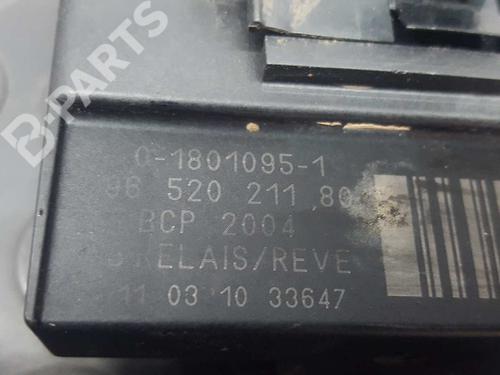 B-PARTS
0-1801095-1
96 520 211 80
BCP 2004
RELAIS/REVE
11 03 10 33647